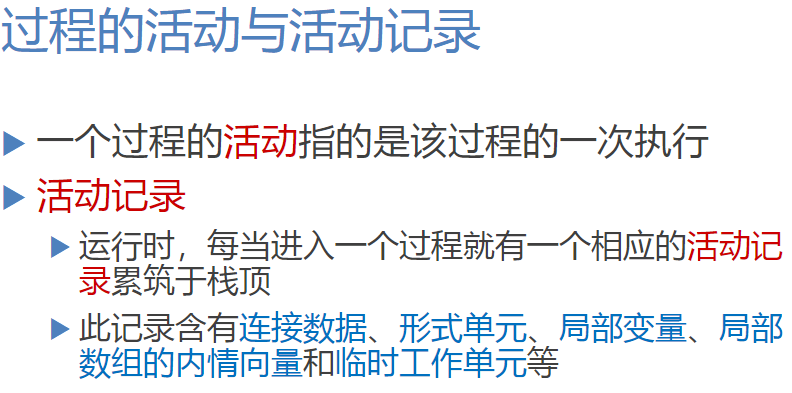 过程的活动与活动记录
一个过程的活动指的是该过程的一次执行
活动记录
运行时，每当进入一个过程就有一个相应的活动记
录累筑于栈顶
此记录含有连接数据、形式单元、局部变量、局部
数组的内情向量和临时工作单元等